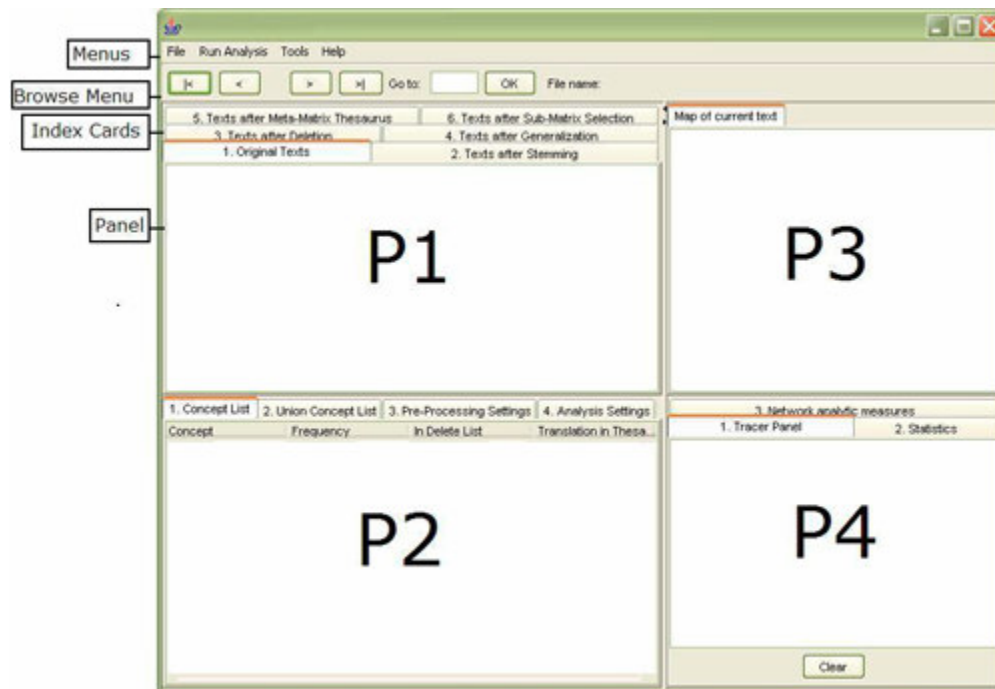 Menus
File Run Analysis Tools Help
Browse Menu
|< < > >| Go to: OK File name:
Index Cards
5. Texts after Meta-Matrix Thesaurus 6. Texts after Sub-Matrix Selection
3. Texts after Deletion 4. Texts after Generalization
1. Original Texts 2. Texts after Stemming
Map of current text
Panel
P1
P3
1. Concept List 2. Union Concept List 3. Pre-Processing Settings 4. Analysis Settings
Concept Frequency In Delete List Translation in Thesa...
3. Network analytic measures
1. Tracer Panel 2. Statistics
P2
P4
Clear